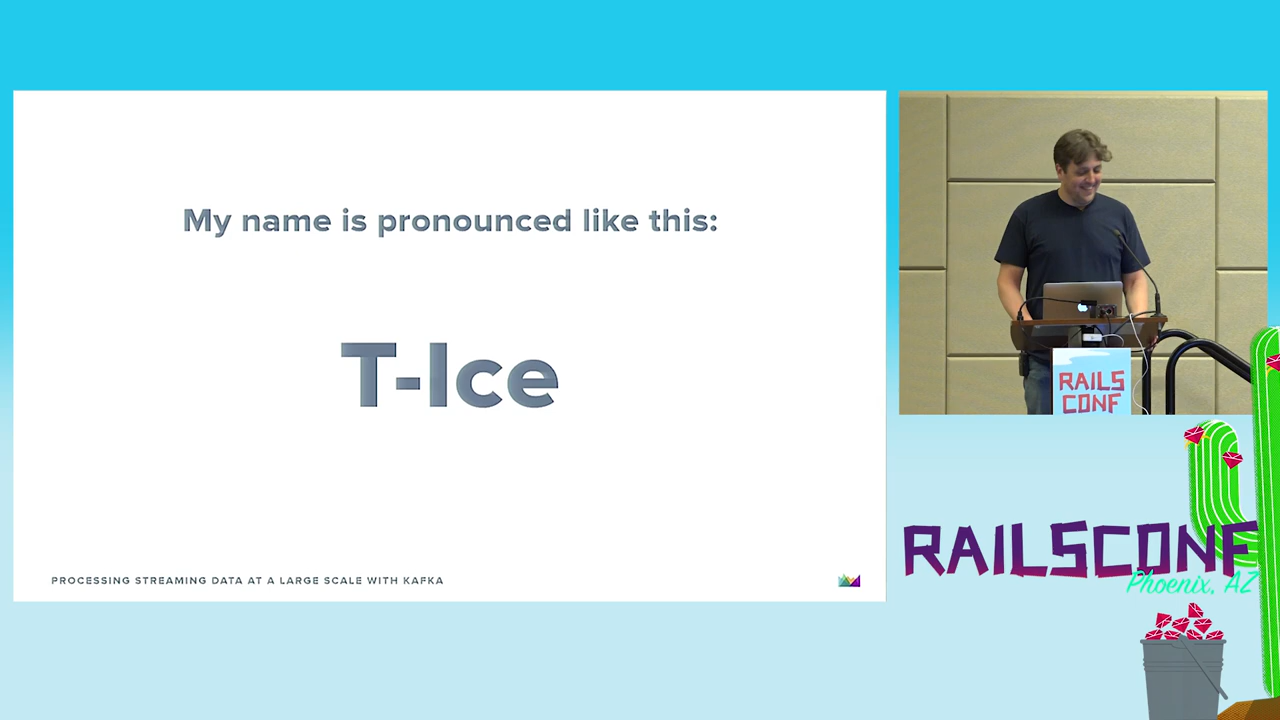 My name is pronounced like this:
T-Ice
PROCESSING STREAMING DATA AT A LARGE SCALE WITH KAFKA
RAILS
CONF
RAILSCONF
Phoenix, AZ